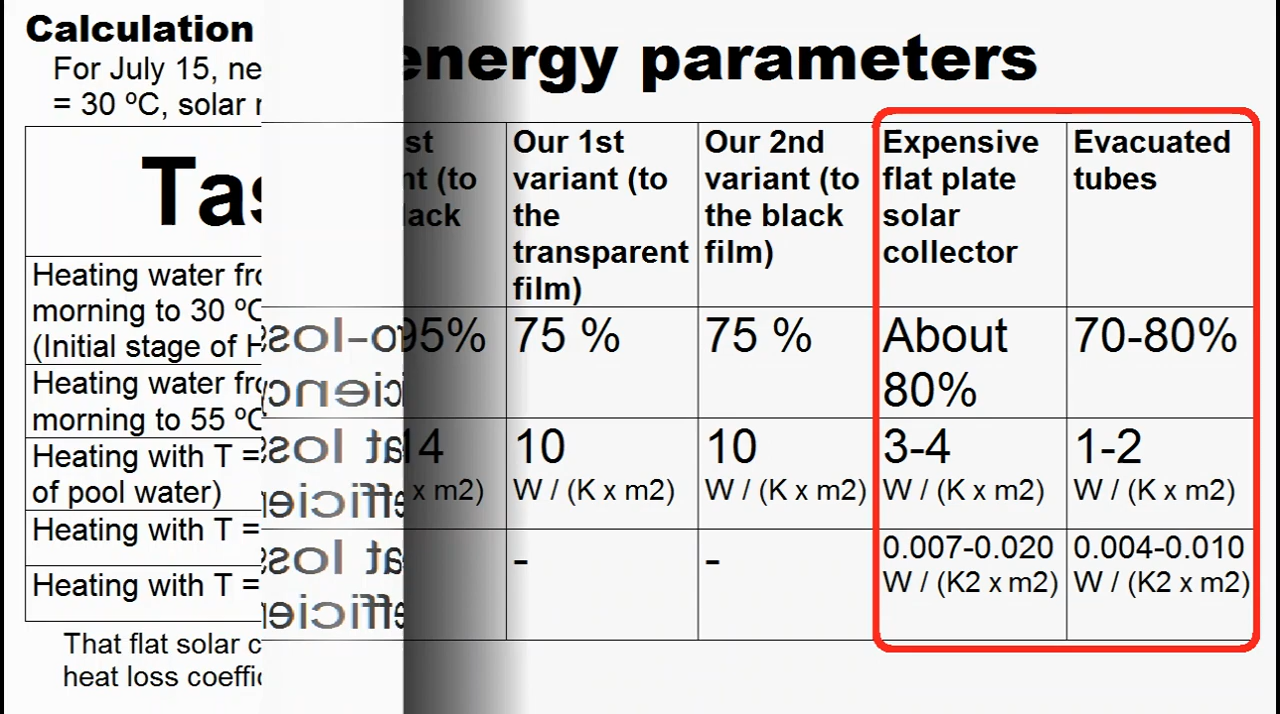 Calculation
For July 15, ne
= 30 ºC, solar r
Tas
Heating water fro
morning to 30 ºC
(Initial stage of H
Heating water fro
morning to 55 ºC
Heating with T =
of pool water)
Heating with T =
Heating with T =
That flat solar c
heat loss coeffic
energy parameters
st
nt (to
lack
Our 1st
variant (to
the
transparent
film)
Our 2nd
variant (to
the black
film)
Expensive
flat plate
solar
collector
Evacuated
tubes
95%
75 %
75 %
About
80%
70-80%
14
x m2)
10
W / (K x m2)
10
W / (K x m2)
3-4
W / (K x m2)
1-2
W / (K x m2)
-
-
0.007-0.020
W / (K2 x m2)
0.004-0.010
W / (K2 x m2)